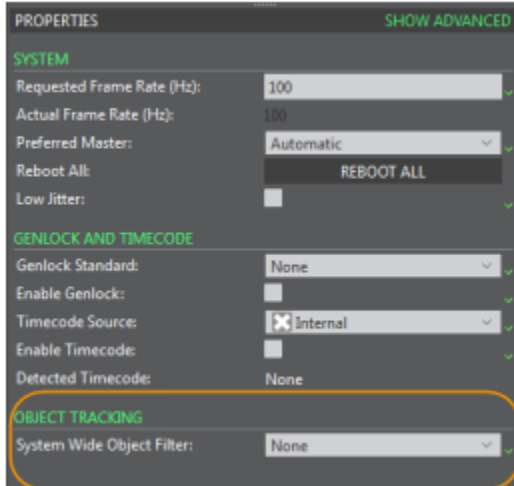 PROPERTIES SHOW ADVANCED
SYSTEM
Requested Frame Rate (Hz): 100
Actual Frame Rate (Hz): 100
Preferred Master: Automatic
Reboot All: REBOOT ALL
Low Jitter:
GENLOCK AND TIMECODE
Genlock Standard: None
Enable Genlock:
Timecode Source: Internal
Enable Timecode:
Detected Timecode: None
OBJECT TRACKING
System Wide Object Filter: None